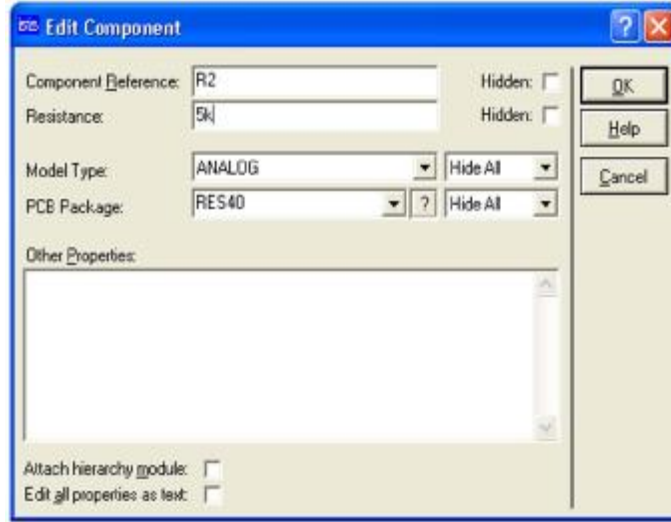 isis Edit Component
Component Reference: R2 Hidden: OK
Resistance: 5k Hidden: Help
Model Type: ANALOG Hide All Cancel
PCB Package: RES40 ? Hide All
Other Properties:
Attach hierarchy module:
Edit all properties as text: